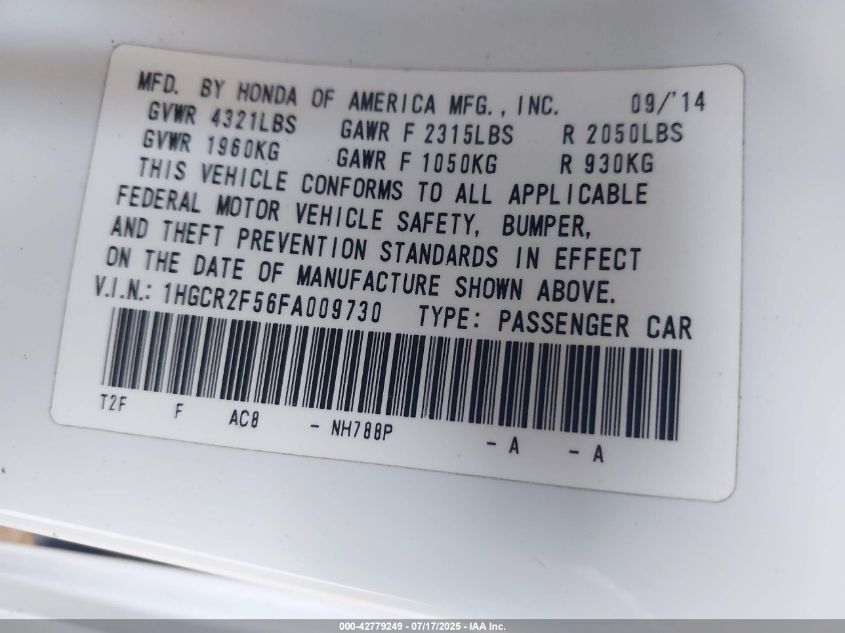 MFD. BY HONDA OF AMERICA MFG., INC. 09/'14
GVWR 4321LBS GAWR F 2315LBS R 2050LBS
GVWR 1960KG GAWR F 1050KG R 930KG
THIS VEHICLE CONFORMS TO ALL APPLICABLE
FEDERAL MOTOR VEHICLE SAFETY, BUMPER,
AND THEFT PREVENTION STANDARDS IN EFFECT
ON THE DATE OF MANUFACTURE SHOWN ABOVE.
V.I.N.: 1HGCR2F56FA009730 TYPE: PASSENGER CAR
T2F F AC8 - NH788P - A - A
000-42779249 - 07/17/2025 - IAA Inc.